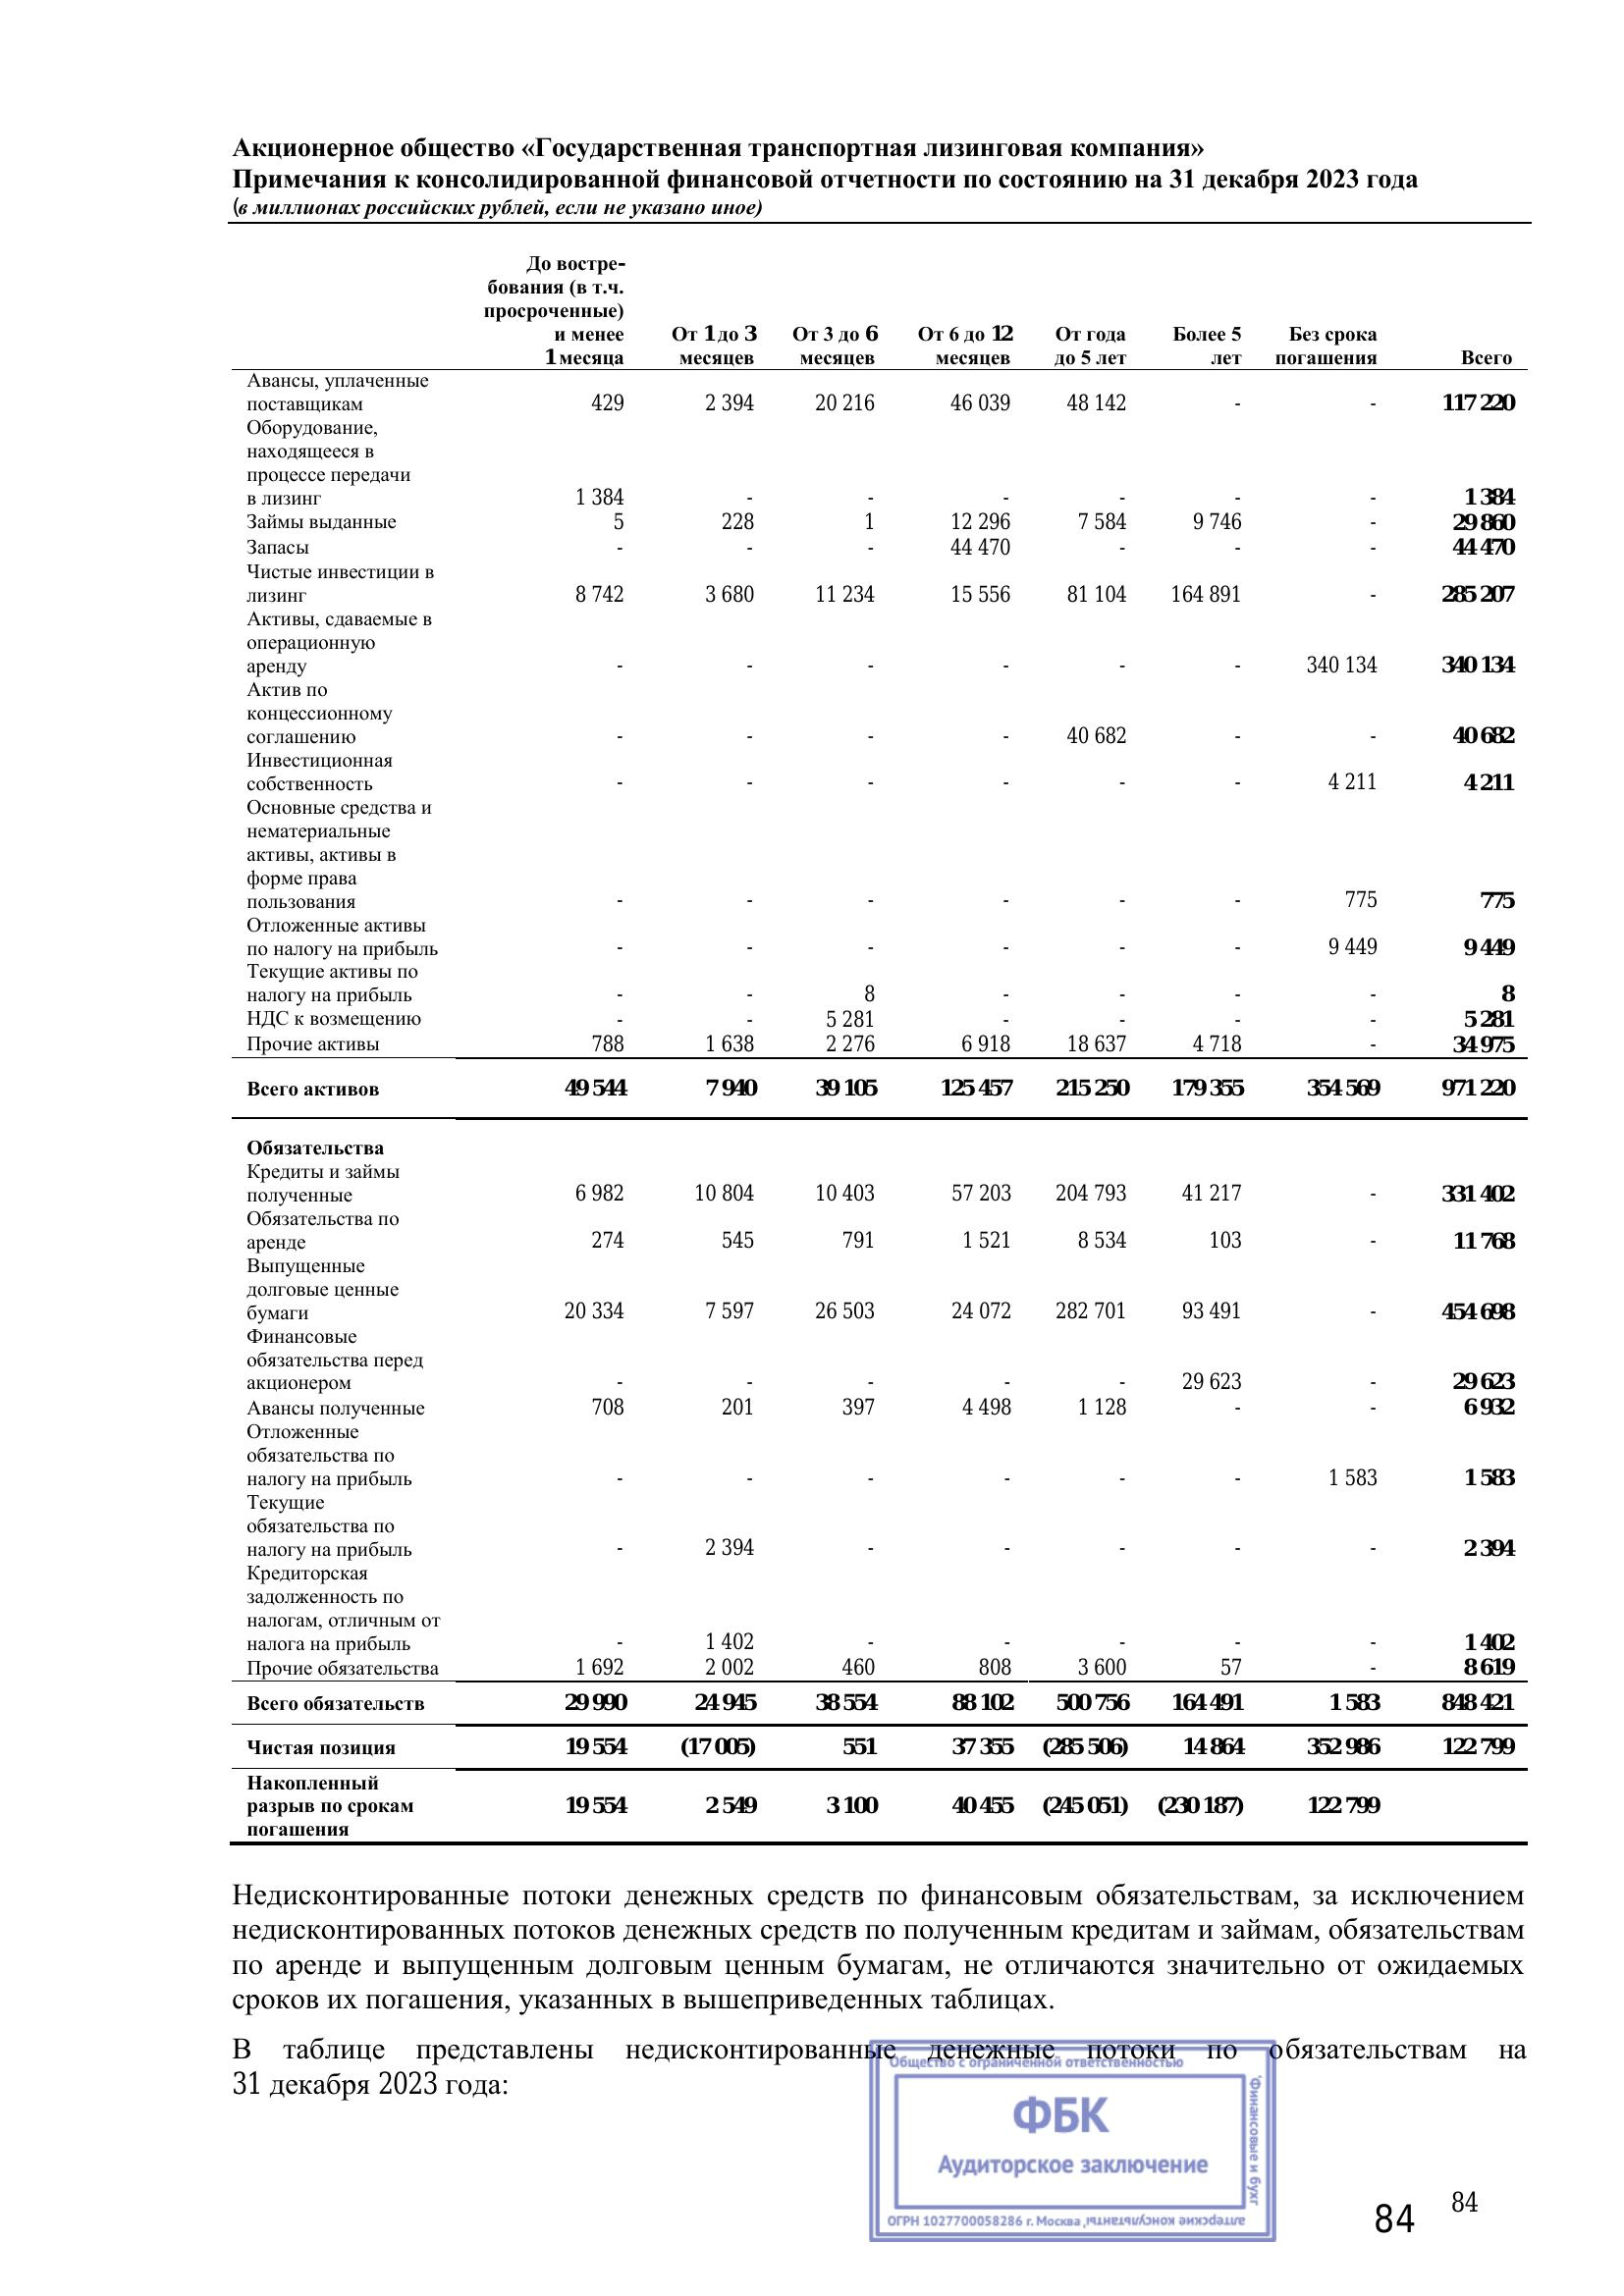 Акционерное общество «Государственная транспортная лизинговая компания»
Примечания к консолидированной финансовой отчетности по состоянию на 31 декабря 2023 года
(в миллионах российских рублей, если не указано иное)
До востре-
бования (в т.ч.
просроченные)
и менее От 1 до 3 От 3 до 6 От 6 до 12 От года Более 5 Без срока
1 месяца месяцев месяцев месяцев до 5 лет лет погашения Всего
Авансы, уплаченные
поставщикам 429 2 394 20 216 46 039 48 142 - - 117 220
Оборудование,
находящееся в
процессе передачи
в лизинг 1 384 - - - - - - 1 384
Займы выданные 5 228 1 12 296 7 584 9 746 - 29 860
Запасы - - - 44 470 - - - 44 470
Чистые инвестиции в
лизинг 8 742 3 680 11 234 15 556 81 104 164 891 - 285 207
Активы, сдаваемые в
операционную
аренду - - - - - - 340 134 340 134
Актив по
концессионному
соглашению - - - - 40 682 - - 40 682
Инвестиционная
собственность - - - - - - 4 211 4 211
Основные средства и
нематериальные
активы, активы в
форме права
пользования - - - - - - 775 775
Отложенные активы
по налогу на прибыль - - - - - - 9 449 9 449
Текущие активы по
налогу на прибыль - - 8 - - - - 8
НДС к возмещению - - 5 281 - - - - 5 281
Прочие активы 788 1 638 2 276 6 918 18 637 4 718 - 34 975
Всего активов 49 544 7 940 39 105 125 457 215 250 179 355 354 569 971 220
Обязательства
Кредиты и займы
полученные 6 982 10 804 10 403 57 203 204 793 41 217 - 331 402
Обязательства по
аренде 274 545 791 1 521 8 534 103 - 11 768
Выпущенные
долговые ценные
бумаги 20 334 7 597 26 503 24 072 282 701 93 491 - 454 698
Финансовые
обязательства перед
акционером - - - - - 29 623 - 29 623
Авансы полученные 708 201 397 4 498 1 128 - - 6 932
Отложенные
обязательства по
налогу на прибыль - - - - - - 1 583 1 583
Текущие
обязательства по
налогу на прибыль - 2 394 - - - - - 2 394
Кредиторская
задолженность по
налогам, отличным от
налога на прибыль - 1 402 - - - - - 1 402
Прочие обязательства 1 692 2 002 460 808 3 600 57 - 8 619
Всего обязательств 29 990 24 945 38 554 88 102 500 756 164 491 1 583 848 421
Чистая позиция 19 554 (17 005) 551 37 355 (285 506) 14 864 352 986 122 799
Накопленный
разрыв по срокам 19 554 2 549 3 100 40 455 (245 051) (230 187) 122 799
погашения
Недисконтированные потоки денежных средств по финансовым обязательствам, за исключением
недисконтированных потоков денежных средств по полученным кредитам и займам, обязательствам
по аренде и выпущенным долговым ценным бумагам, не отличаются значительно от ожидаемых
сроков их погашения, указанных в вышеприведенных таблицах.
В таблице представлены недисконтированные денежные потоки по обязательствам на
31 декабря 2023 года:
Общество с ограниченной ответственностью
"Финансовые и бухг
алтерские консультанты"
ФБК
Аудиторское заключение
ОГРН 1027700058286 г. Москва
84
84